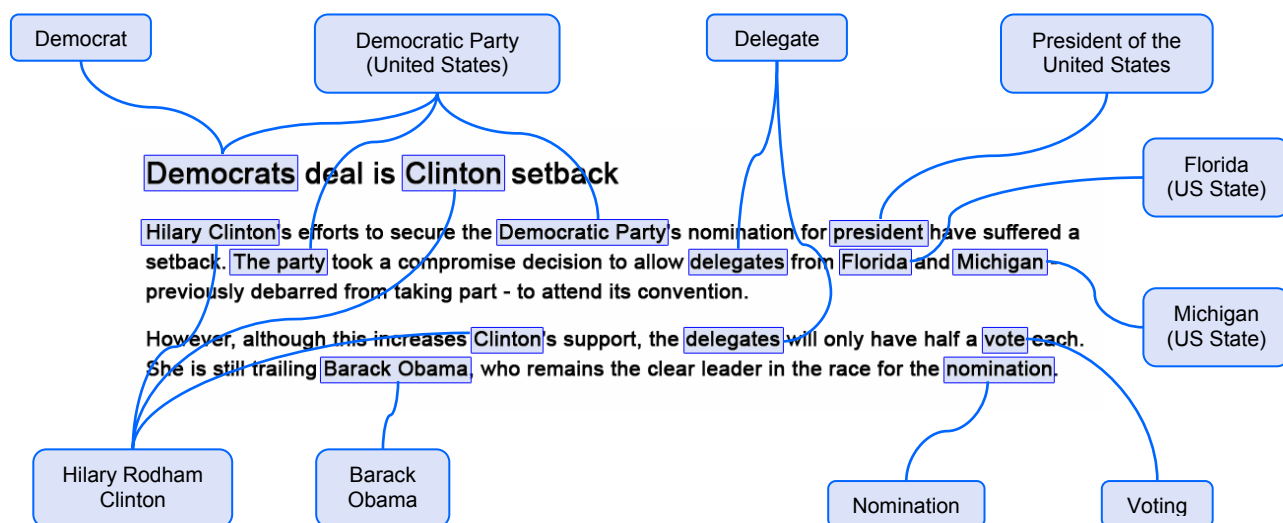 Democrat
Democratic Party
(United States)
Delegate
President of the
United States
Democrats deal is Clinton setback
Florida
(US State)
Hilary Clinton's efforts to secure the Democratic Party's nomination for president have suffered a
setback. The party took a compromise decision to allow delegates from Florida and Michigan -
previously debarred from taking part - to attend its convention.
Michigan
(US State)
However, although this increases Clinton's support, the delegates will only have half a vote each.
She is still trailing Barack Obama, who remains the clear leader in the race for the nomination.
Hilary Rodham
Clinton
Barack
Obama
Nomination
Voting